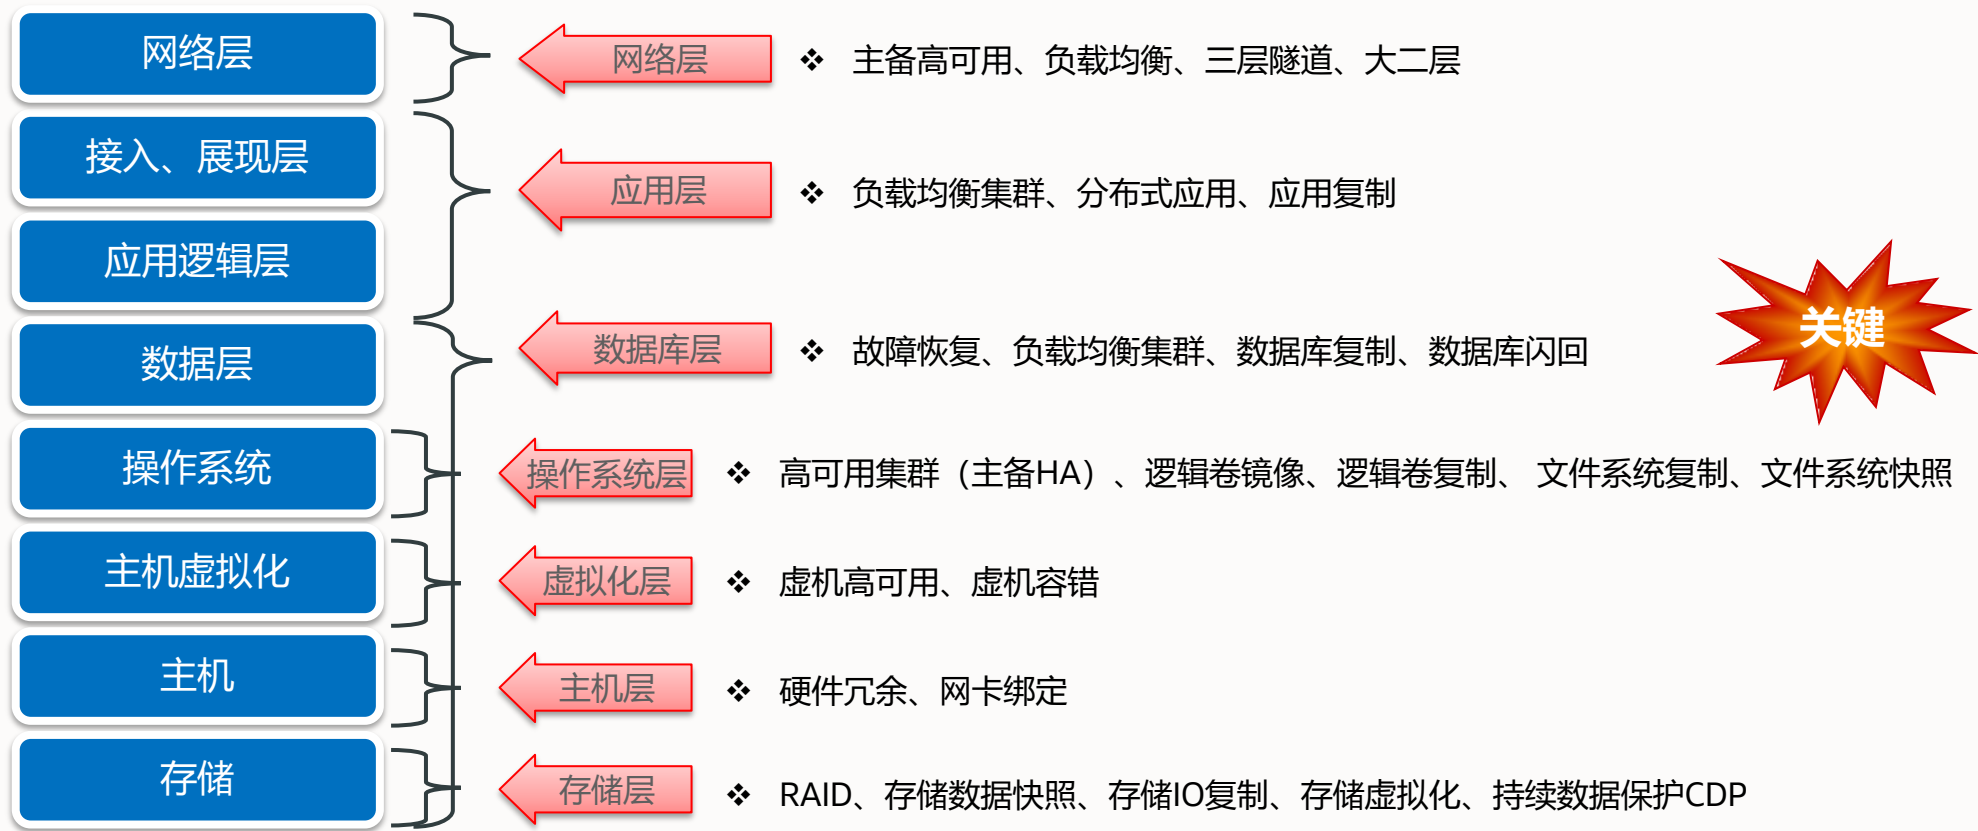 网络层
网络层
❖ 主备高可用、负载均衡、三层隧道、大二层
接入、展现层
应用层
❖ 负载均衡集群、分布式应用、应用复制
应用逻辑层
关键
数据层
数据库层
❖ 故障恢复、负载均衡集群、数据库复制、数据库闪回
操作系统
操作系统层
❖ 高可用集群（主备HA）、逻辑卷镜像、逻辑卷复制、 文件系统复制、文件系统快照
主机虚拟化
虚拟化层
❖ 虚机高可用、虚机容错
主机
主机层
❖ 硬件冗余、网卡绑定
存储
存储层
❖ RAID、存储数据快照、存储IO复制、存储虚拟化、持续数据保护CDP